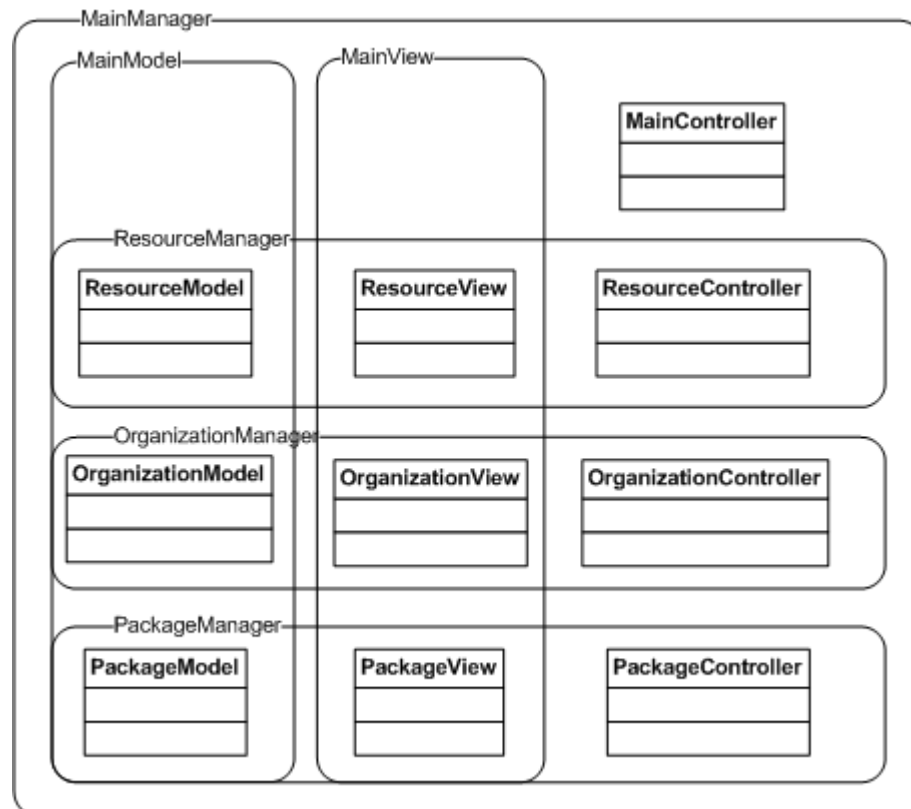 MainManager
MainModel
MainView
MainController
ResourceManager
ResourceModel
ResourceView
ResourceController
OrganizationManager
OrganizationModel
OrganizationView
OrganizationController
PackageManager
PackageModel
PackageView
PackageController